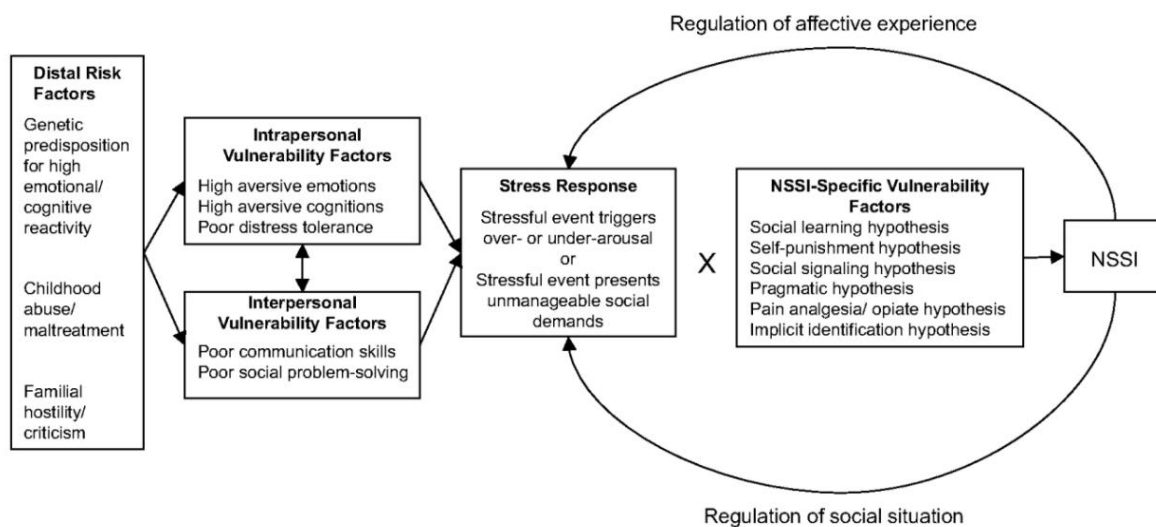 Regulation of affective experience
Distal Risk
Factors
Genetic
predisposition
for high
emotional/
cognitive
reactivity
Childhood
abuse/
maltreatment
Familial
hostility/
criticism
Intrapersonal
Vulnerability Factors
High aversive emotions
High aversive cognitions
Poor distress tolerance
Interpersonal
Vulnerability Factors
Poor communication skills
Poor social problem-solving
Stress Response
Stressful event triggers
over- or under-arousal
or
Stressful event presents
unmanageable social
demands
X
NSSI-Specific Vulnerability
Factors
Social learning hypothesis
Self-punishment hypothesis
Social signaling hypothesis
Pragmatic hypothesis
Pain analgesia/ opiate hypothesis
Implicit identification hypothesis
NSSI
Regulation of social situation